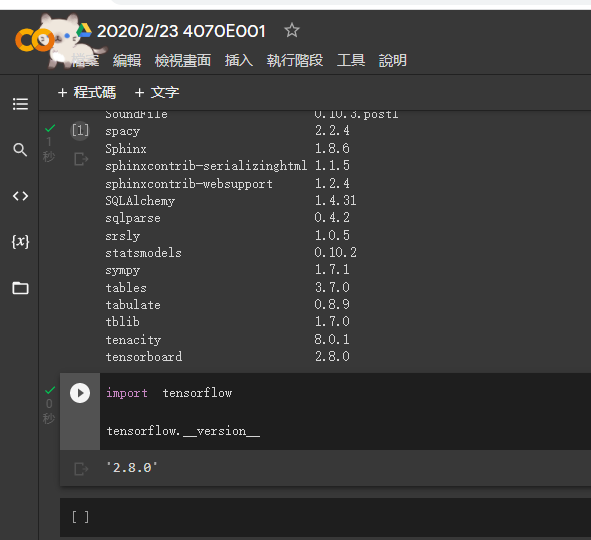 2020/2/23 4070E001
檔案 編輯 檢視畫面 插入 執行階段 工具 說明
+ 程式碼 + 文字
SoundFile 0.10.3.post1
[1]
1
秒
spacy 2.2.4
Sphinx 1.8.6
sphinxcontrib-serializinghtml 1.1.5
sphinxcontrib-websupport 1.2.4
SQLAlchemy 1.4.31
sqlparse 0.4.2
srsly 1.0.5
statsmodels 0.10.2
sympy 1.7.1
tables 3.7.0
tabulate 0.8.9
tblib 1.7.0
tenacity 8.0.1
tensorboard 2.8.0
0
秒
import tensorflow
tensorflow.__version__
'2.8.0'
[ ]